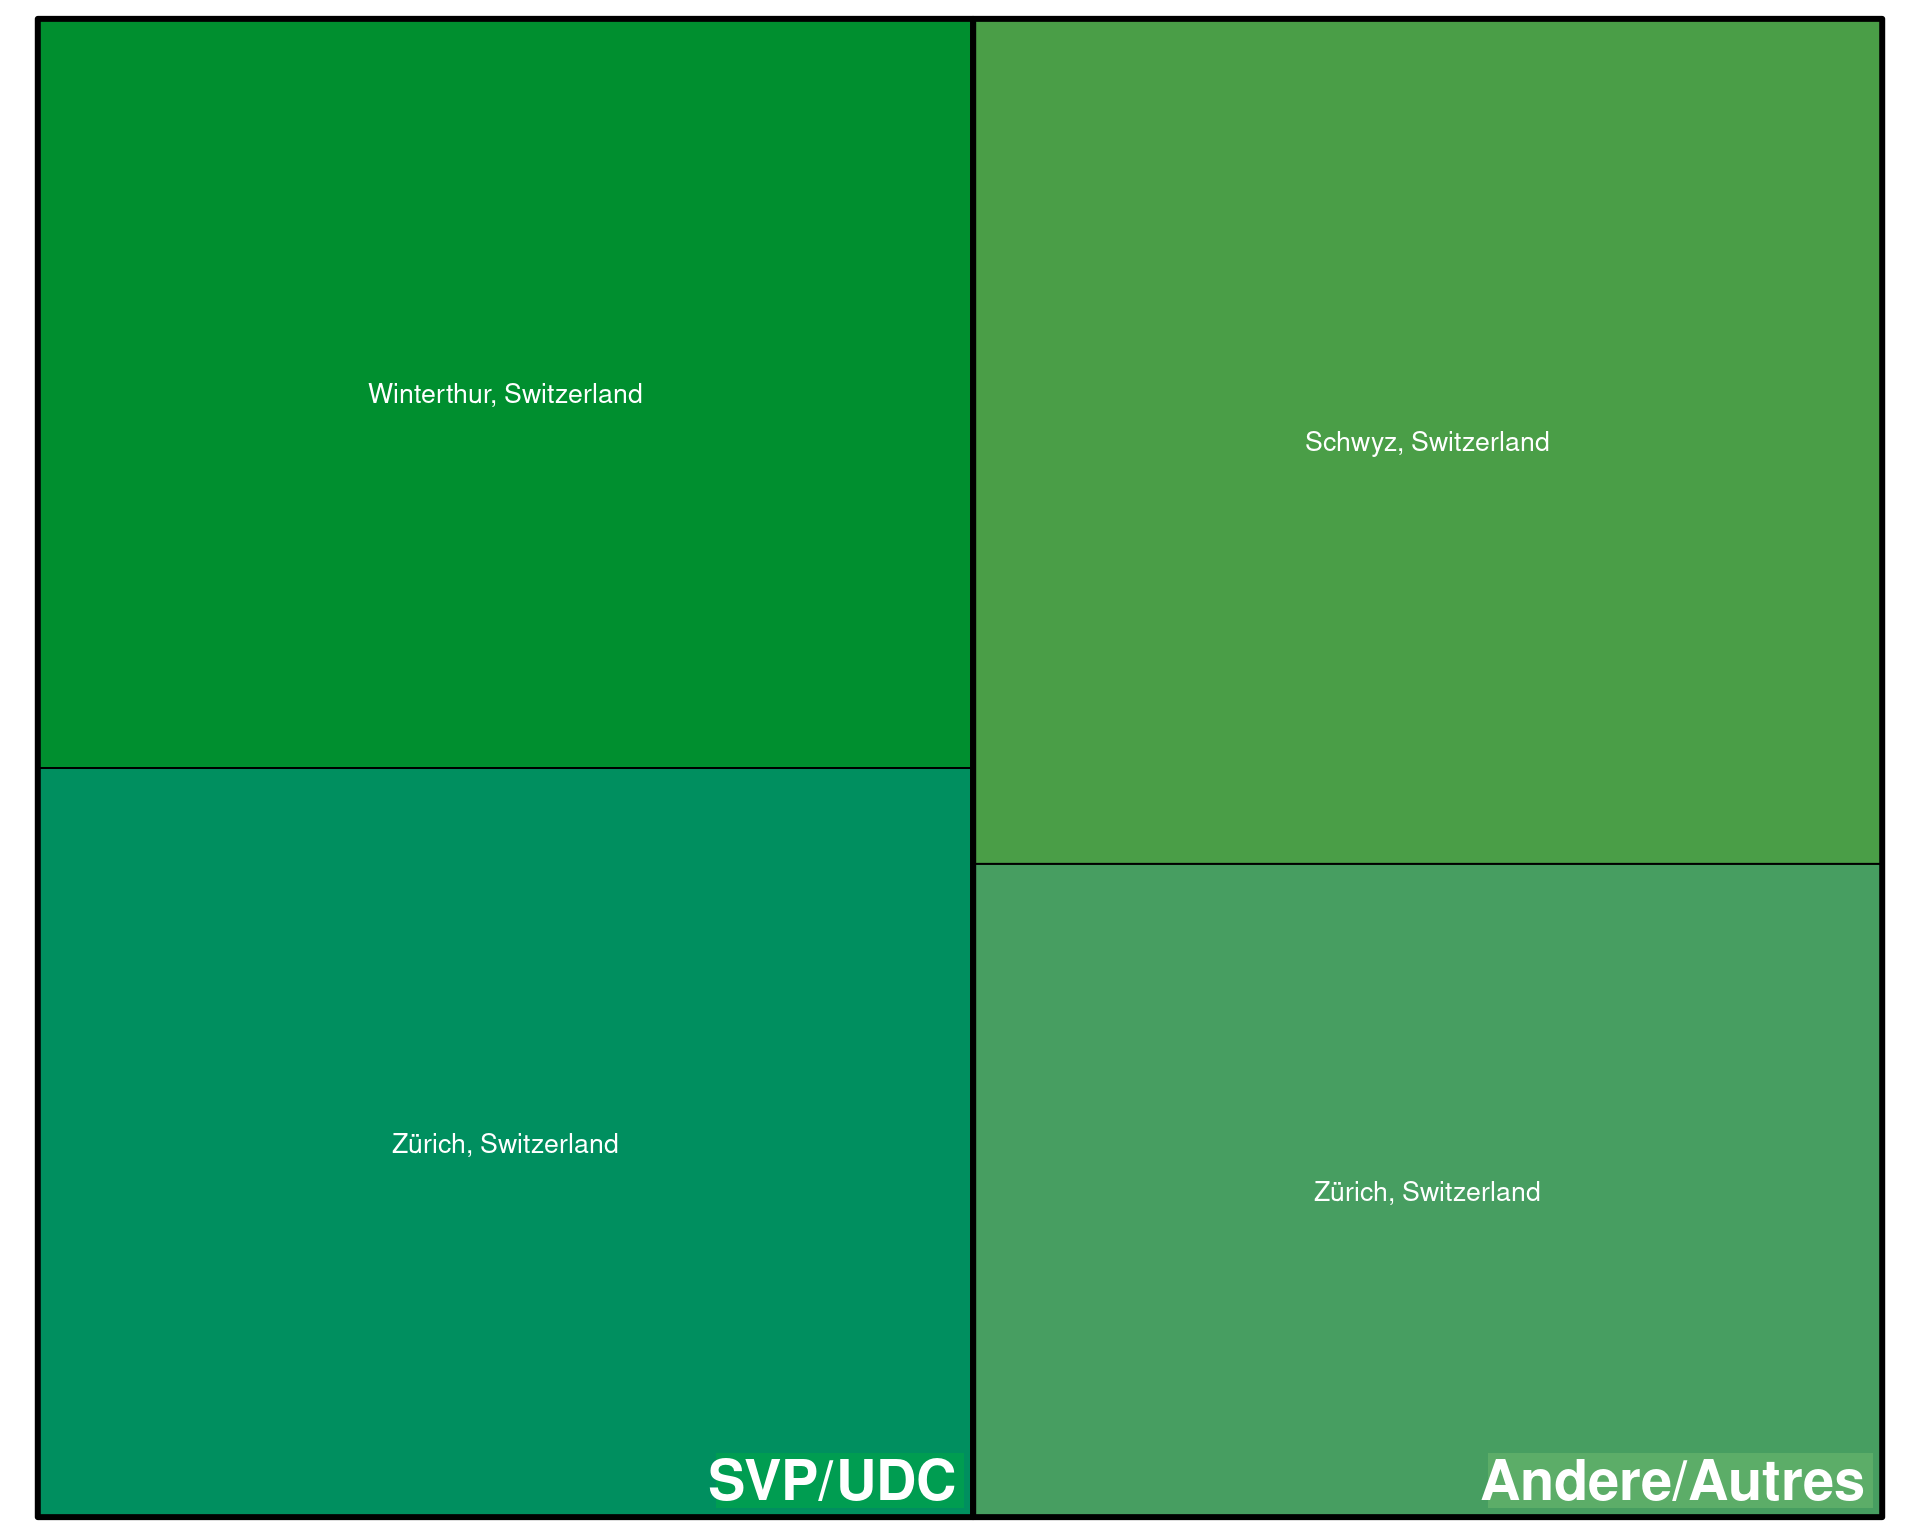 Winterthur, Switzerland
Zürich, Switzerland
SVP/UDC
Schwyz, Switzerland
Zürich, Switzerland
Andere/Autres